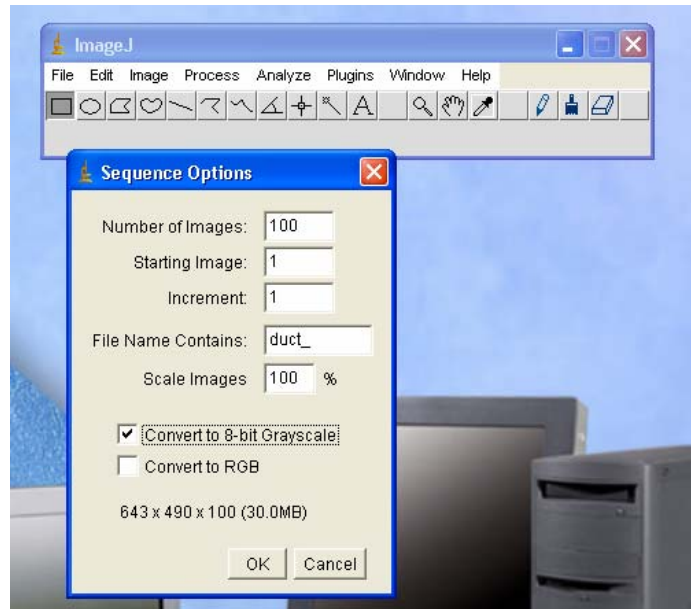 ImageJ
File Edit Image Process Analyze Plugins Window Help
A
Sequence Options
Number of Images: 100
Starting Image: 1
Increment: 1
File Name Contains: duct_
Scale Images 100 %
Convert to 8-bit Grayscale
Convert to RGB
643 x 490 x 100 (30.0MB)
OK Cancel